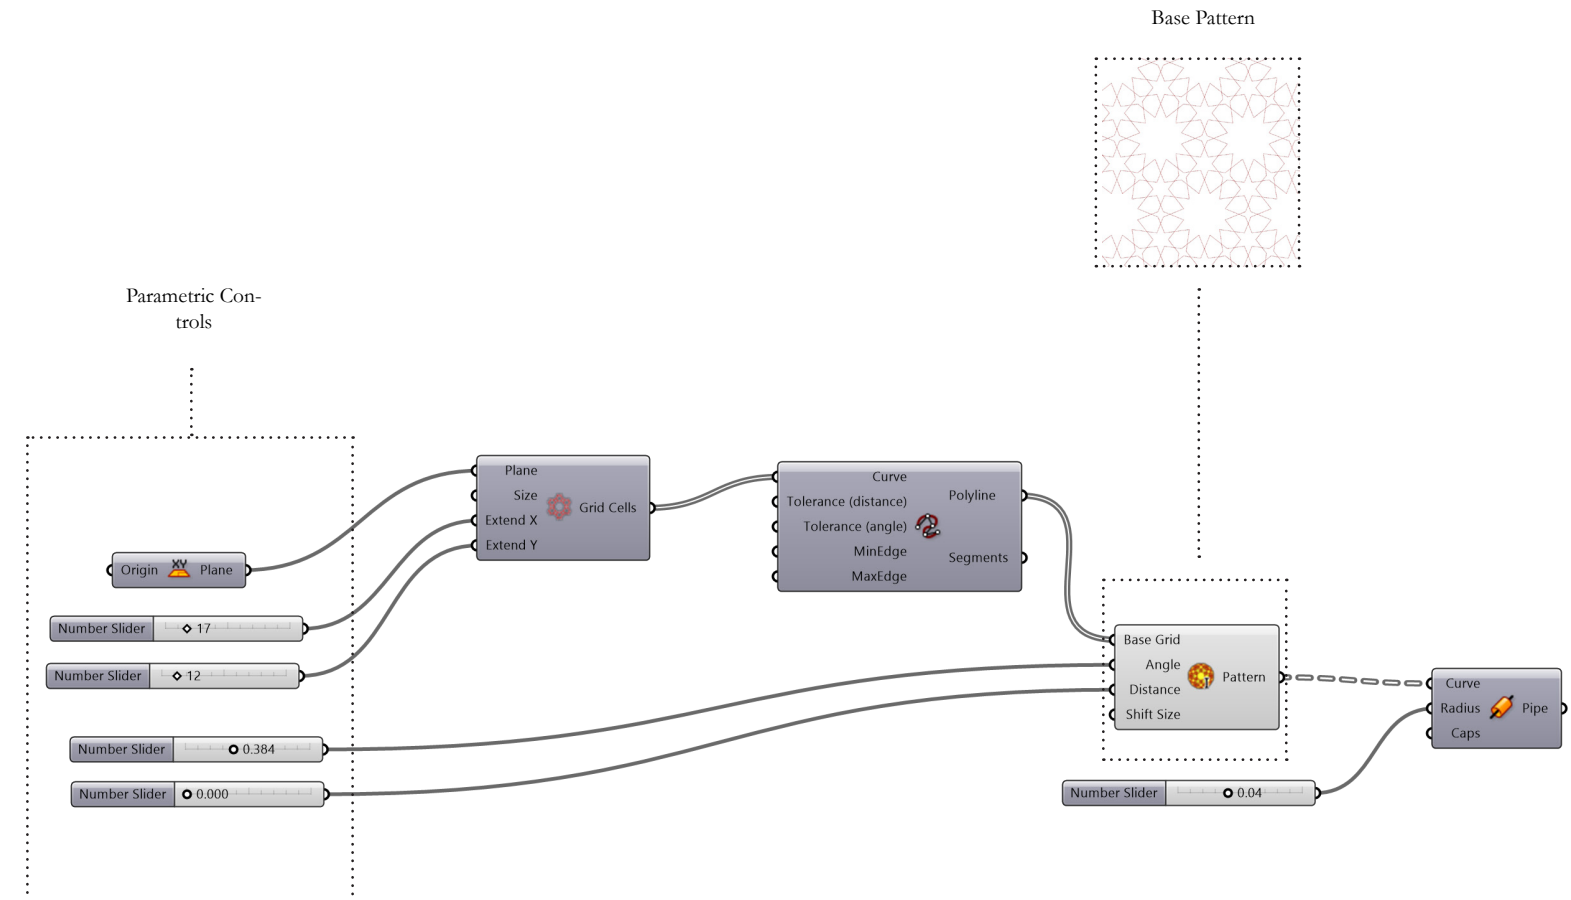 Base Pattern
Parametric Con-
trols
Origin XY Plane
Number Slider 17
Number Slider 12
Number Slider 0.384
Number Slider 0.000
Plane
Size
Extend X
Extend Y
Grid Cells
Curve
Tolerance (distance)
Tolerance (angle)
MinEdge
MaxEdge
Polyline
Segments
Base Grid
Angle
Distance
Shift Size
Pattern
Number Slider 0.04
Curve
Radius
Caps
Pipe